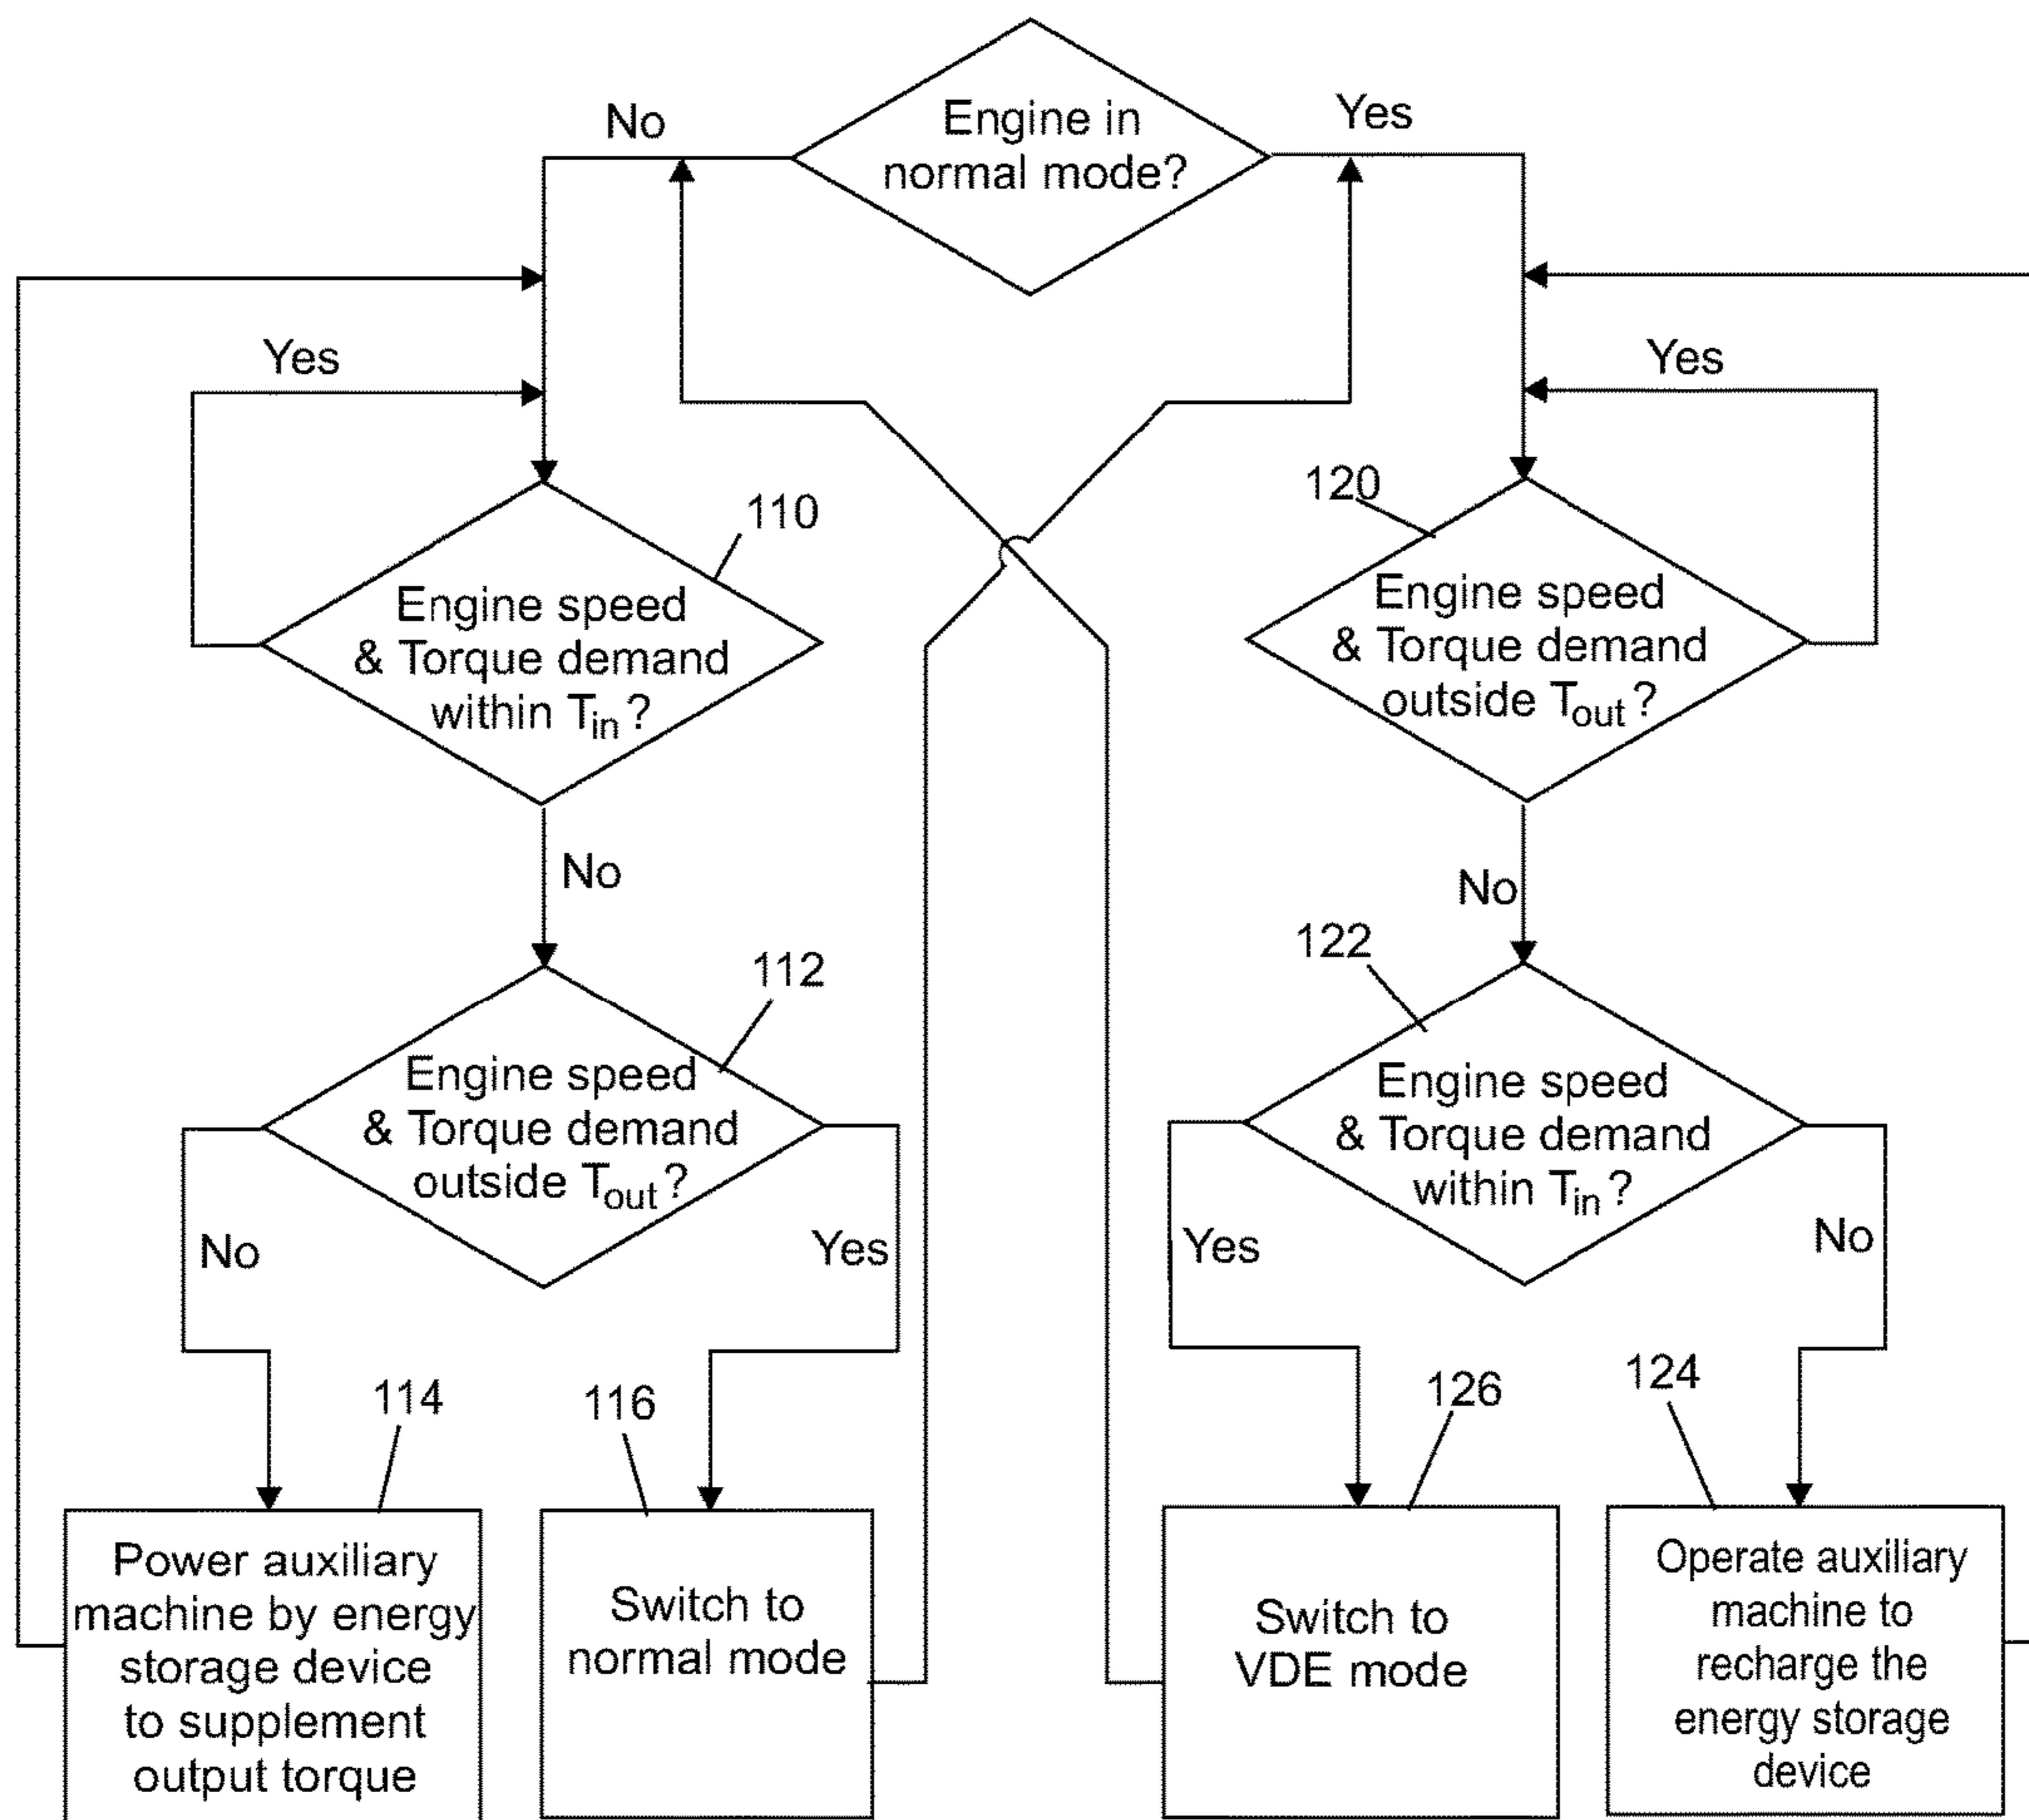 Engine in
normal mode?
No
Yes
Yes
Yes
110
Engine speed
& Torque demand
within Tin?
120
Engine speed
& Torque demand
outside Tout?
No
No
112
Engine speed
& Torque demand
outside Tout?
122
Engine speed
& Torque demand
within Tin?
No
Yes
Yes
No
114
116
126
124
Power auxiliary
machine by energy
storage device
to supplement
output torque
Switch to
normal mode
Switch to
VDE mode
Operate auxiliary
machine to
recharge the
energy storage
device